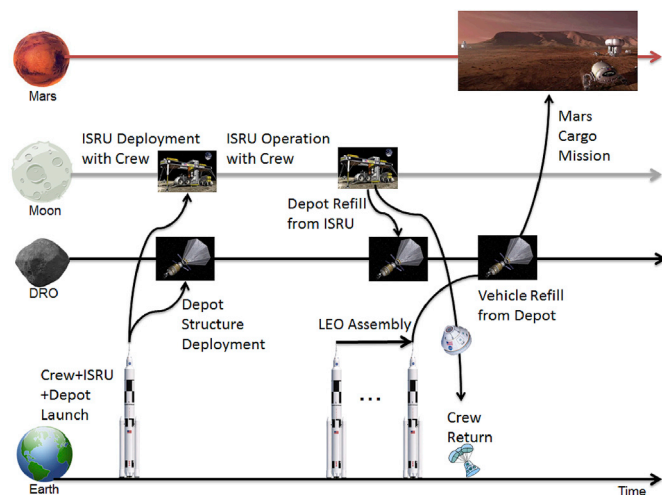 Mars
ISRU Deployment
with Crew
ISRU Operation
with Crew
Mars
Cargo
Mission
Moon
Depot Refill
from ISRU
DRO
Depot
Structure
Deployment
LEO Assembly
Vehicle Refill
from Depot
Crew+ISRU
+Depot
Launch
...
Crew
Return
Earth
Time